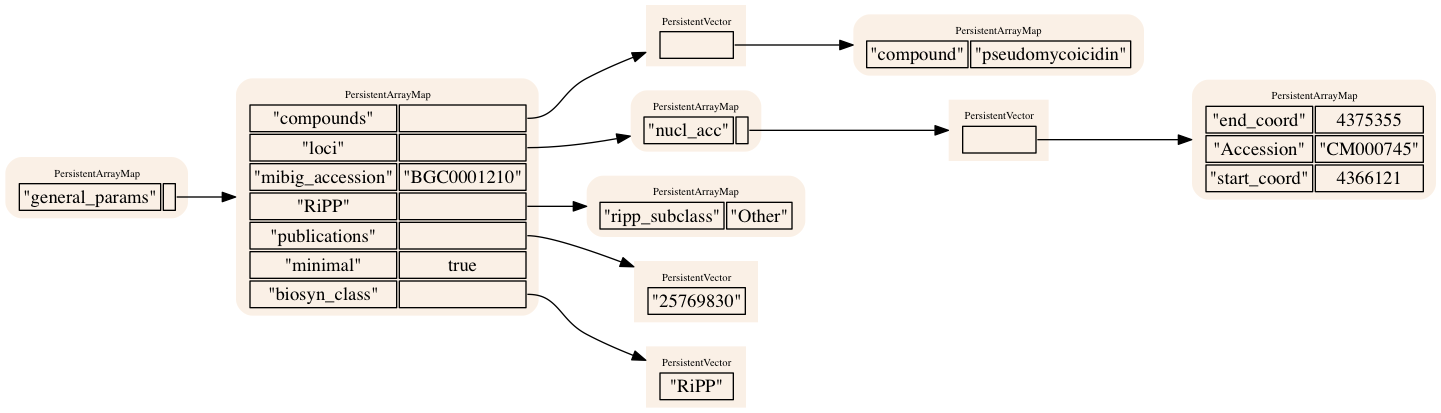 PersistentArrayMap
"general_params"
PersistentArrayMap
"compounds"
"loci"
"mibig_accession" "BGC0001210"
"RiPP"
"publications"
"minimal" true
"biosyn_class"
PersistentVector
PersistentArrayMap
"compound" "pseudomycoicidin"
PersistentArrayMap
"nucl_acc"
PersistentVector
PersistentArrayMap
"end_coord" 4375355
"Accession" "CM000745"
"start_coord" 4366121
PersistentArrayMap
"ripp_subclass" "Other"
PersistentVector
"25769830"
PersistentVector
"RiPP"